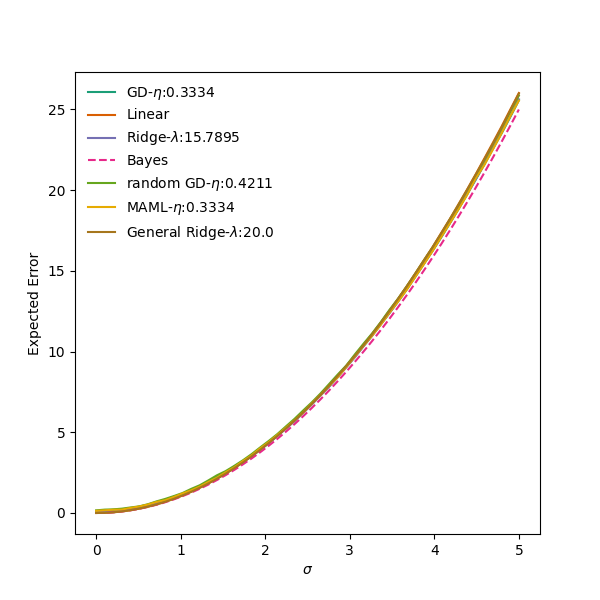 GD-η:0.3334
Linear
Ridge-λ:15.7895
Bayes
random GD-η:0.4211
MAML-η:0.3334
General Ridge-λ:20.0
Expected Error
25
20
15
10
5
0
0 1 2 3 4 5
σ